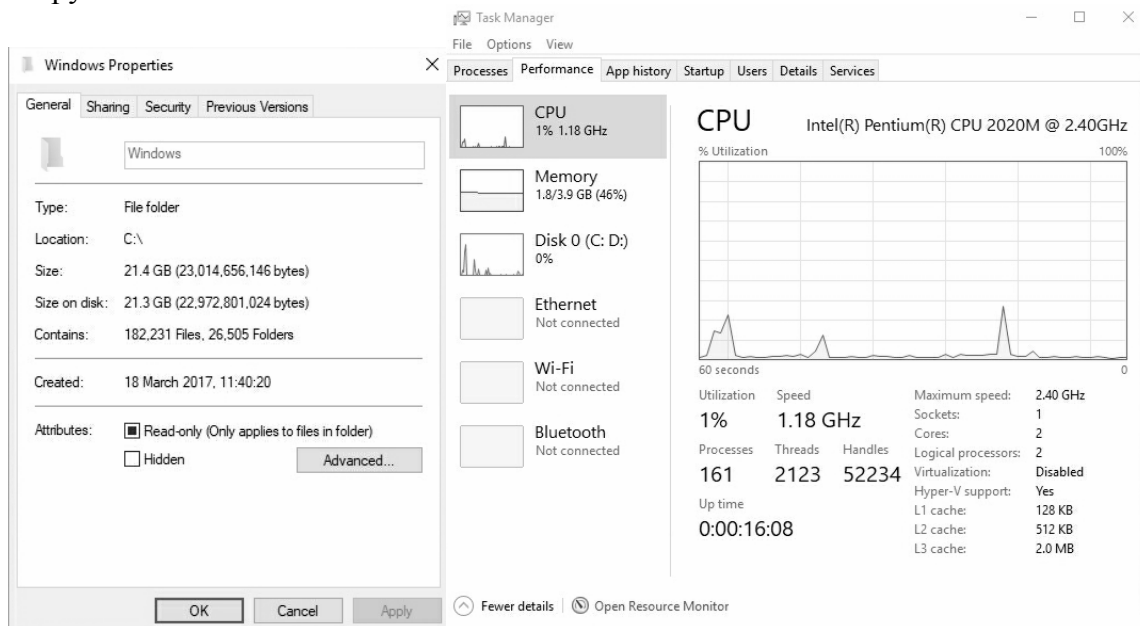 Windows Properties
General Sharing Security Previous Versions
Windows
Type: File folder
Location: C:\
Size: 21.4 GB (23,014,656,146 bytes)
Size on disk: 21.3 GB (22,972,801,024 bytes)
Contains: 182,231 Files, 26,505 Folders
Created: 18 March 2017, 11:40:20
Attributes: Read-only (Only applies to files in folder)
Hidden Advanced...
OK Cancel Apply
Task Manager
File Options View
Processes Performance App history Startup Users Details Services
CPU
1% 1.18 GHz
Memory
1.8/3.9 GB (46%)
Disk 0 (C: D:)
0%
Ethernet
Not connected
Wi-Fi
Not connected
Bluetooth
Not connected
CPU Intel(R) Pentium(R) CPU 2020M @ 2.40GHz
% Utilization 100%
60 seconds 0
Utilization Speed
1% 1.18 GHz
Processes Threads Handles
161 2123 52234
Up time
0:00:16:08
Maximum speed: 2.40 GHz
Sockets: 1
Cores: 2
Logical processors: 2
Virtualization: Disabled
Hyper-V support: Yes
L1 cache: 128 KB
L2 cache: 512 KB
L3 cache: 2.0 MB
Fewer details Open Resource Monitor